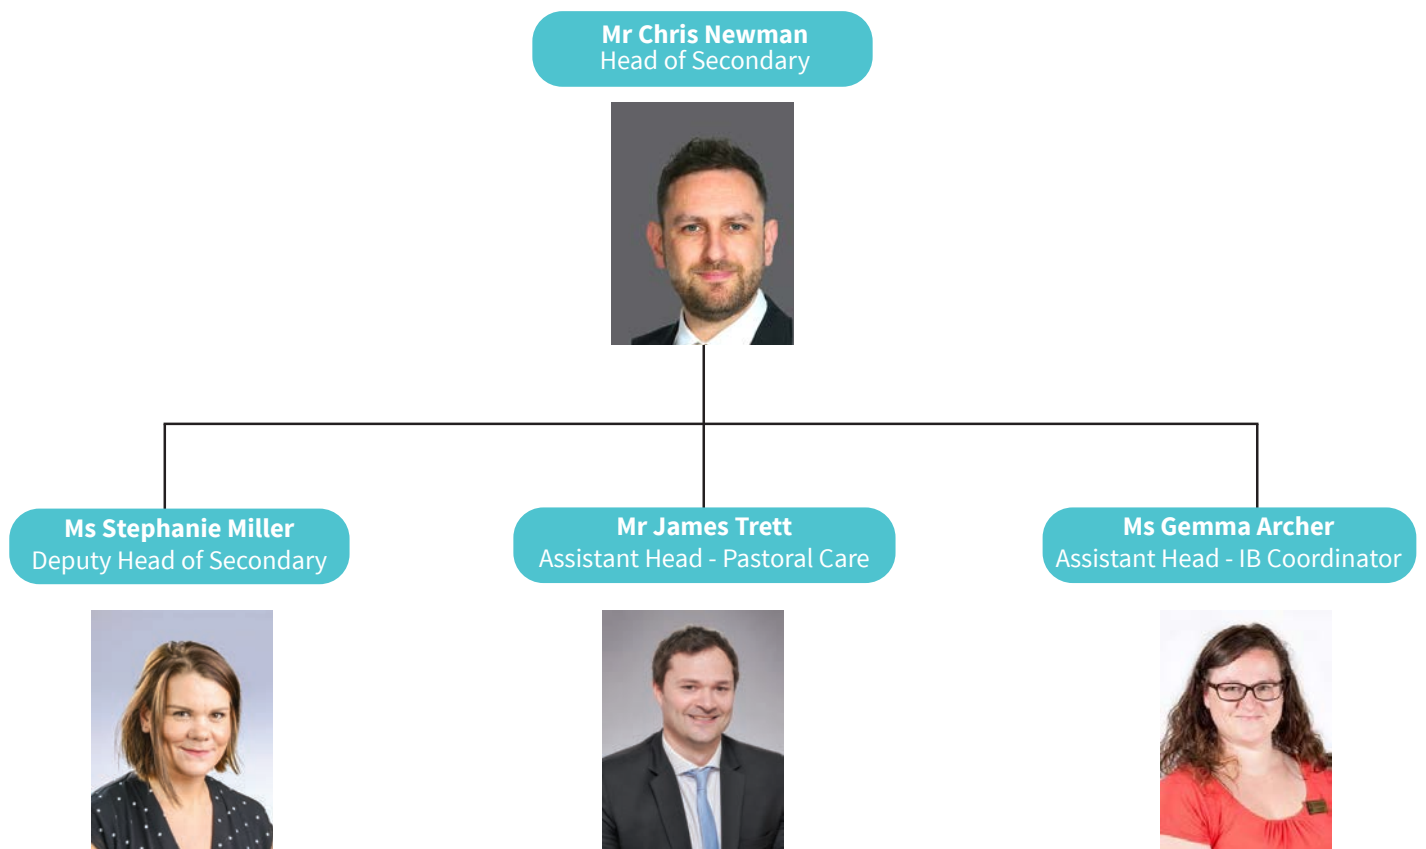 Mr Chris Newman
Head of Secondary
Ms Stephanie Miller
Deputy Head of Secondary
Mr James Trett
Assistant Head - Pastoral Care
Ms Gemma Archer
Assistant Head - IB Coordinator